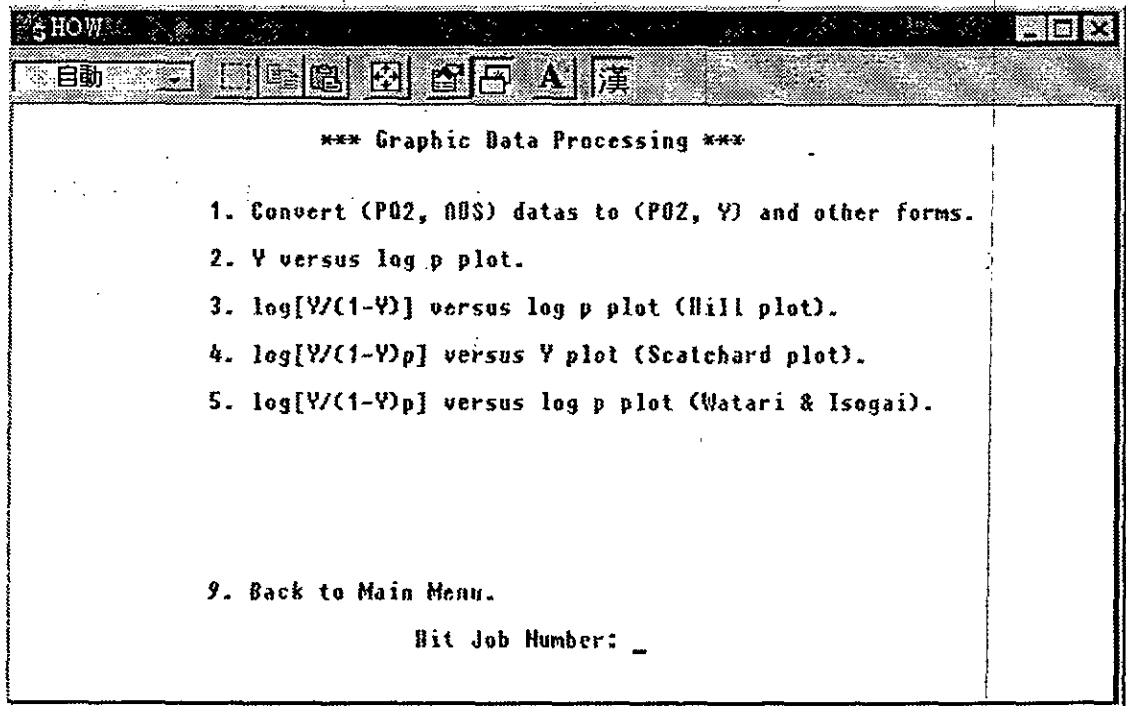 HOW
自動 A 漢
*** Graphic Data Processing ***
1. Convert (PO2, ABS) datas to (PO2, Y) and other forms.
2. Y versus log p plot.
3. log[Y/(1-Y)] versus log p plot (Hill plot).
4. log[Y/(1-Y)p] versus Y plot (Scatchard plot).
5. log[Y/(1-Y)p] versus log p plot (Watari & Isogai).
9. Back to Main Menu.
Hit Job Number: _